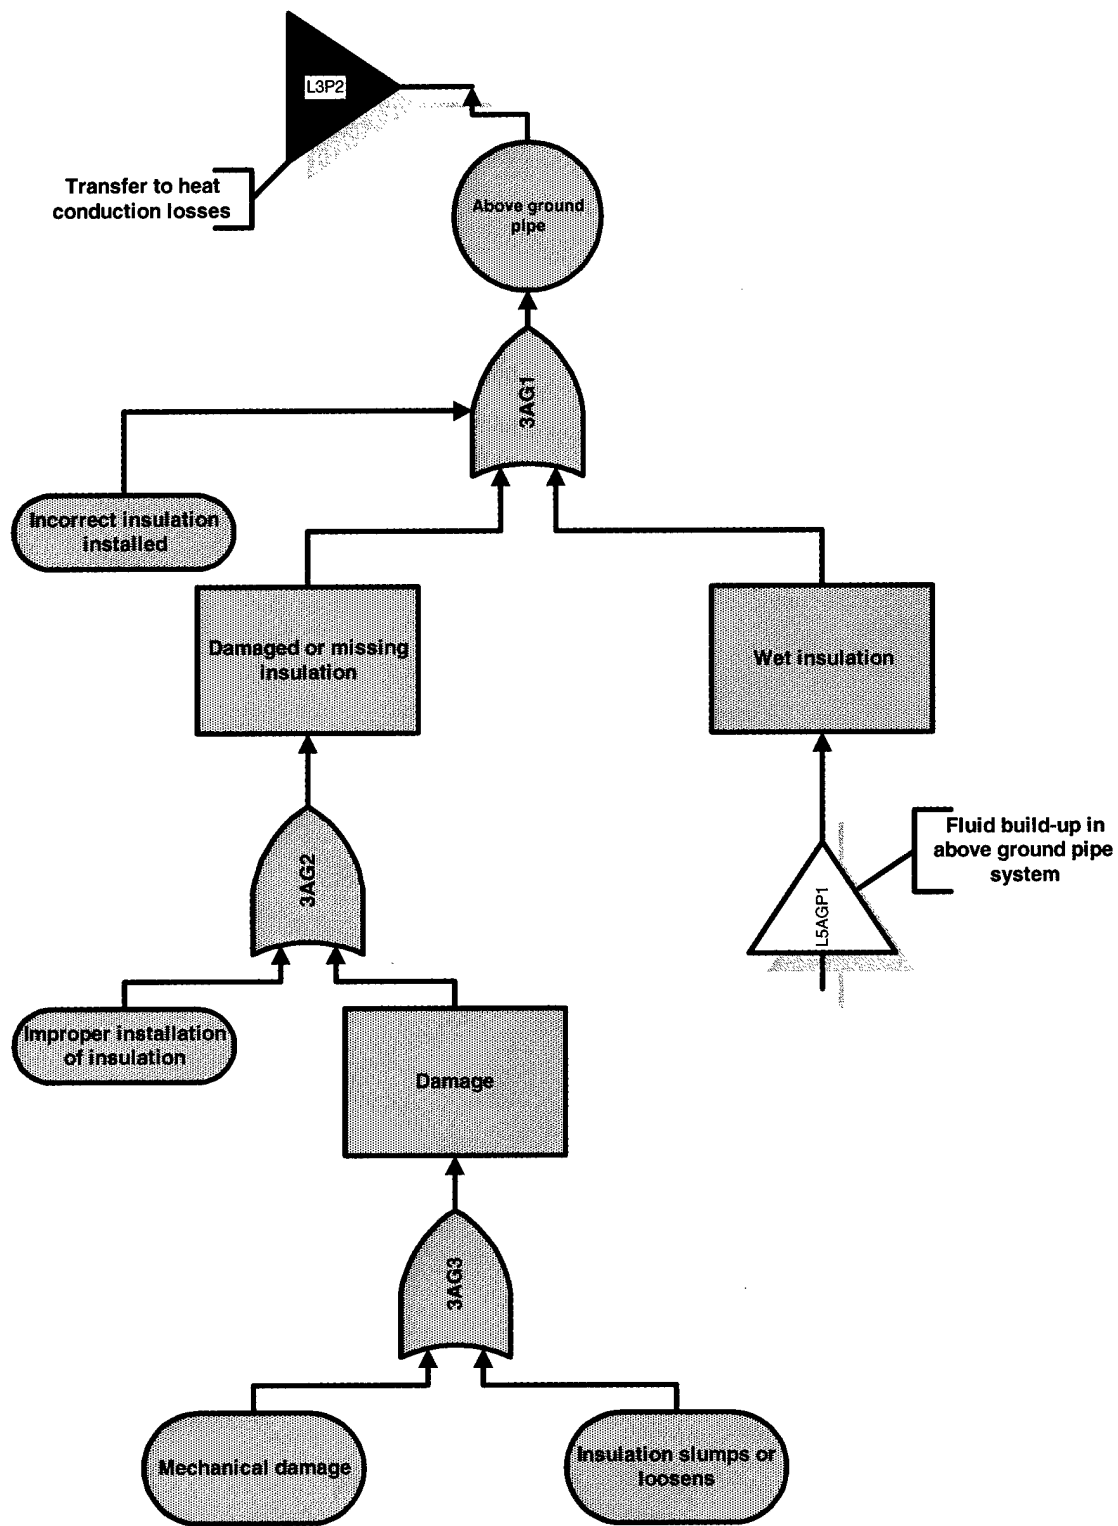 L3P2
Transfer to heat
conduction losses
Above ground
pipe
3AG1
Incorrect insulation
installed
Damaged or missing
insulation
Wet insulation
3AG2
Fluid build-up in
above ground pipe
system
L5AGP1
Improper installation
of insulation
Damage
3AG3
Mechanical damage
Insulation slumps or
loosens